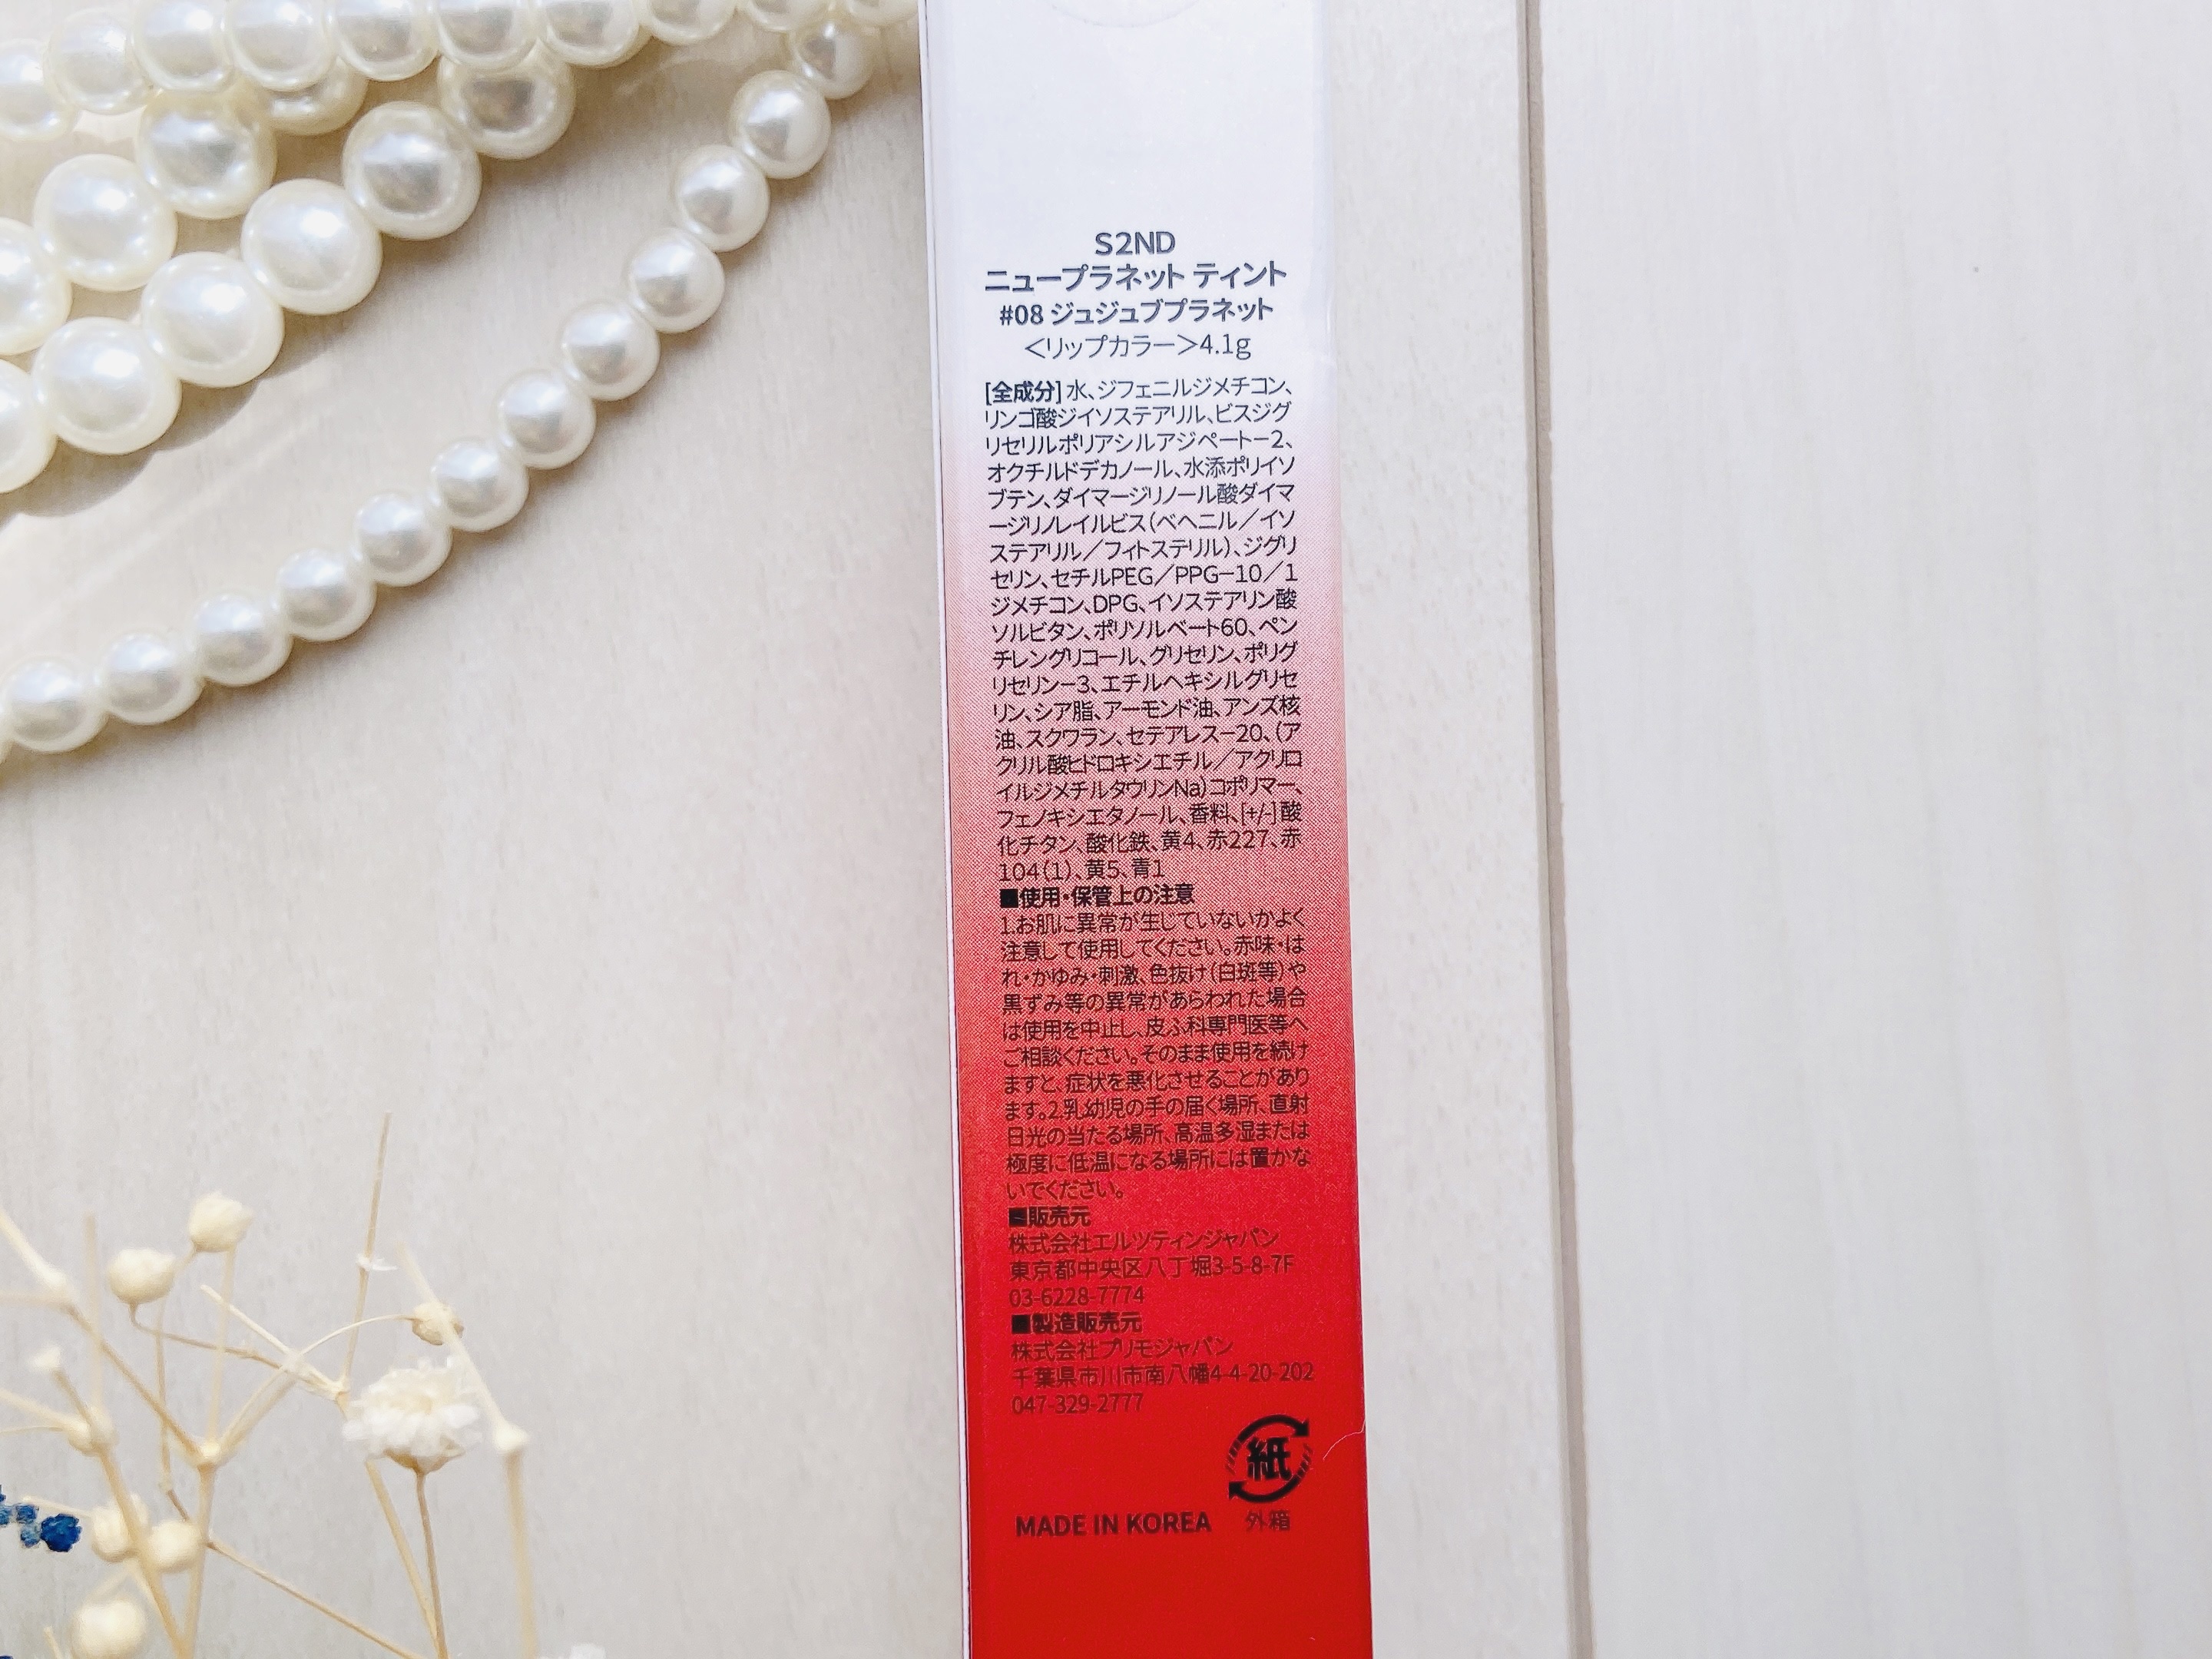 S2ND
ニュープラネット ティント
#08 ジュジュブプラネット
＜リップカラー＞4.1g
[全成分] 水、ジフェニルジメチコン、
リンゴ酸ジイソステアリル、ビスジグ
リセリルポリアシルアジペート－2、
オクチルドデカノール、水添ポリイソ
ブテン、ダイマージリノール酸ダイマ
ージリノレイルビス（ベヘニル／イソ
ステアリル／フィトステリル）、ジグリ
セリン、セチルPEG／PPG－10／1
ジメチコン、DPG、イソステアリン酸
ソルビタン、ポリソルベート60、ペン
チレングリコール、グリセリン、ポリグ
リセリン－3、エチルヘキシルグリセ
リン、シア脂、アーモンド油、アンズ核
油、スクワラン、セテアレス－20、（ア
クリル酸ヒドロキシエチル／アクリロ
イルジメチルタウリンNa）コポリマー、
フェノキシエタノール、香料、[+/-] 酸
化チタン、酸化鉄、黄4、赤227、赤
104（1）、黄5、青1
■使用・保管上の注意
1.お肌に異常が生じていないかよく
注意して使用してください。赤味・は
れ・かゆみ・刺激、色抜け（白斑等）や
黒ずみ等の異常があらわれた場合
は使用を中止し、皮ふ科専門医等へ
ご相談ください。そのまま使用を続け
ますと、症状を悪化させることがあり
ます。2.乳幼児の手の届く場所、直射
日光の当たる場所、高温多湿または
極度に低温になる場所には置かな
いでください。
■販売元
株式会社エルツティンジャパン
東京都中央区八丁堀3-5-8-7F
03-6228-7774
■製造販売元
株式会社プリモジャパン
千葉県市川市南八幡4-4-20-202
047-329-2777
紙
MADE IN KOREA 外箱